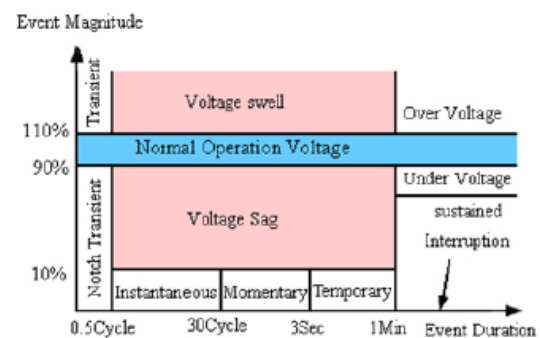 Event Magnitude
Transient
Voltage swell
Over Voltage
110%
Normal Operation Voltage
90%
Under Voltage
Notch Transient
Voltage Sag
sustained
Interruption
10%
Instantaneous Momentary Temporary
0.5Cycle 30Cycle 3Sec 1Min Event Duration